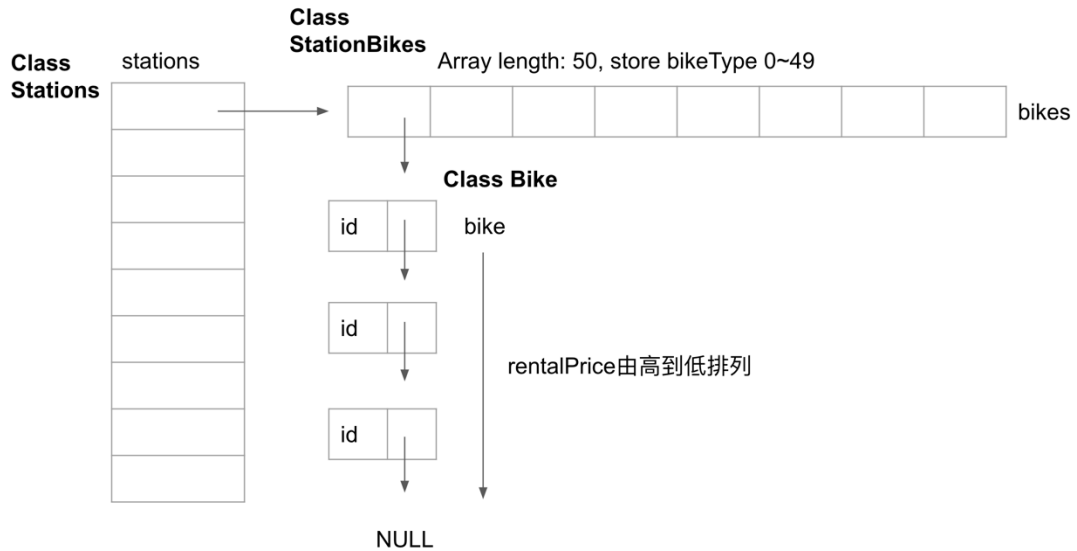 Class
StationBikes
Class
Stations
stations
Array length: 50, store bikeType 0~49
bikes
Class Bike
id
bike
id
rentalPrice由高到低排列
id
NULL